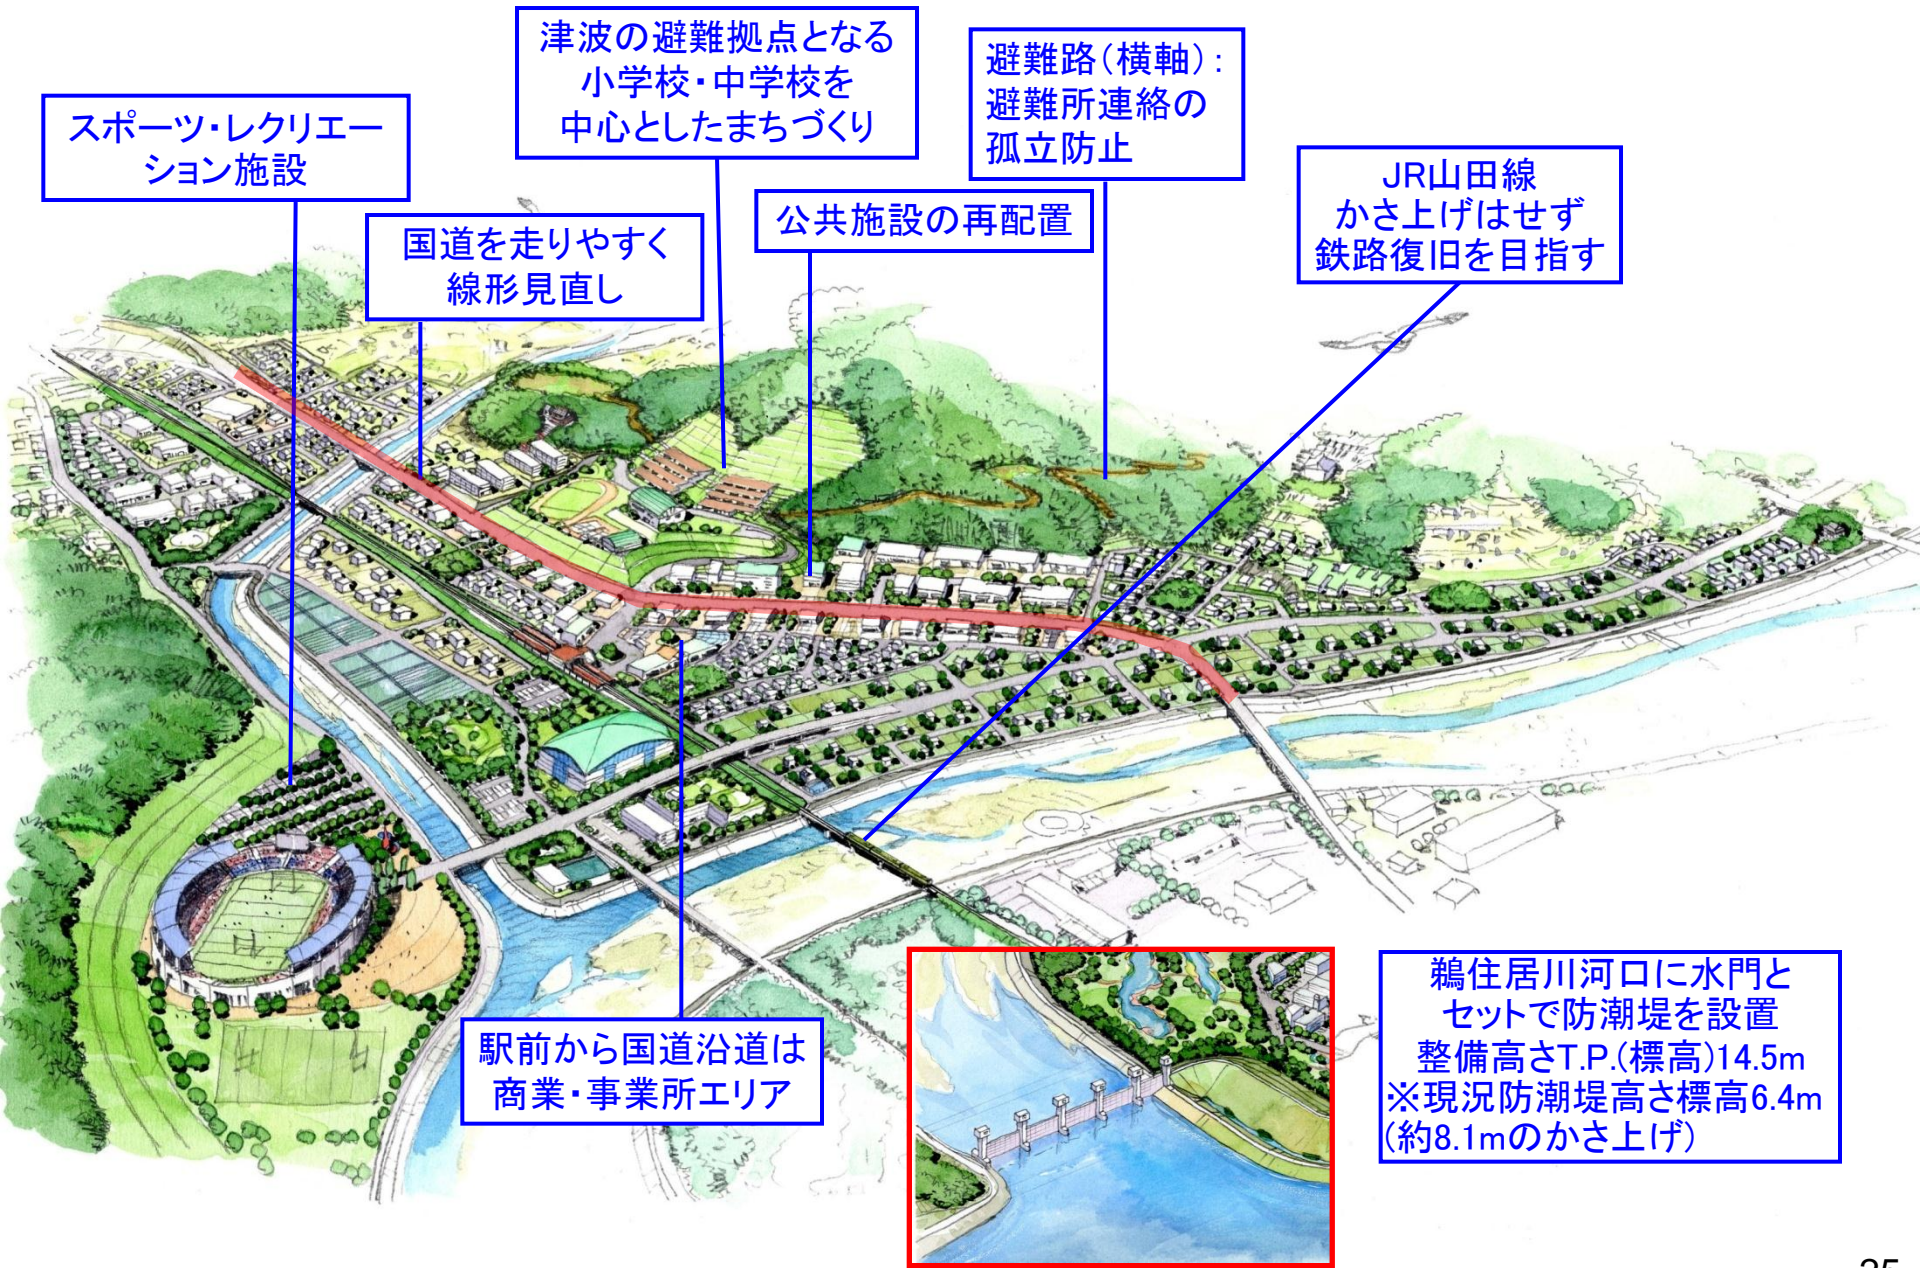 津波の避難拠点となる
小学校・中学校を
中心としたまちづくり
避難路（横軸）：
避難所連絡の
孤立防止
スポーツ・レクリエー
ション施設
JR山田線
かさ上げはせず
鉄路復旧を目指す
公共施設の再配置
国道を走りやすく
線形見直し
鵜住居川河口に水門と
セットで防潮堤を設置
整備高さT.P.(標高)14.5m
※現況防潮堤高さ標高6.4m
(約8.1mのかさ上げ)
駅前から国道沿道は
商業・事業所エリア